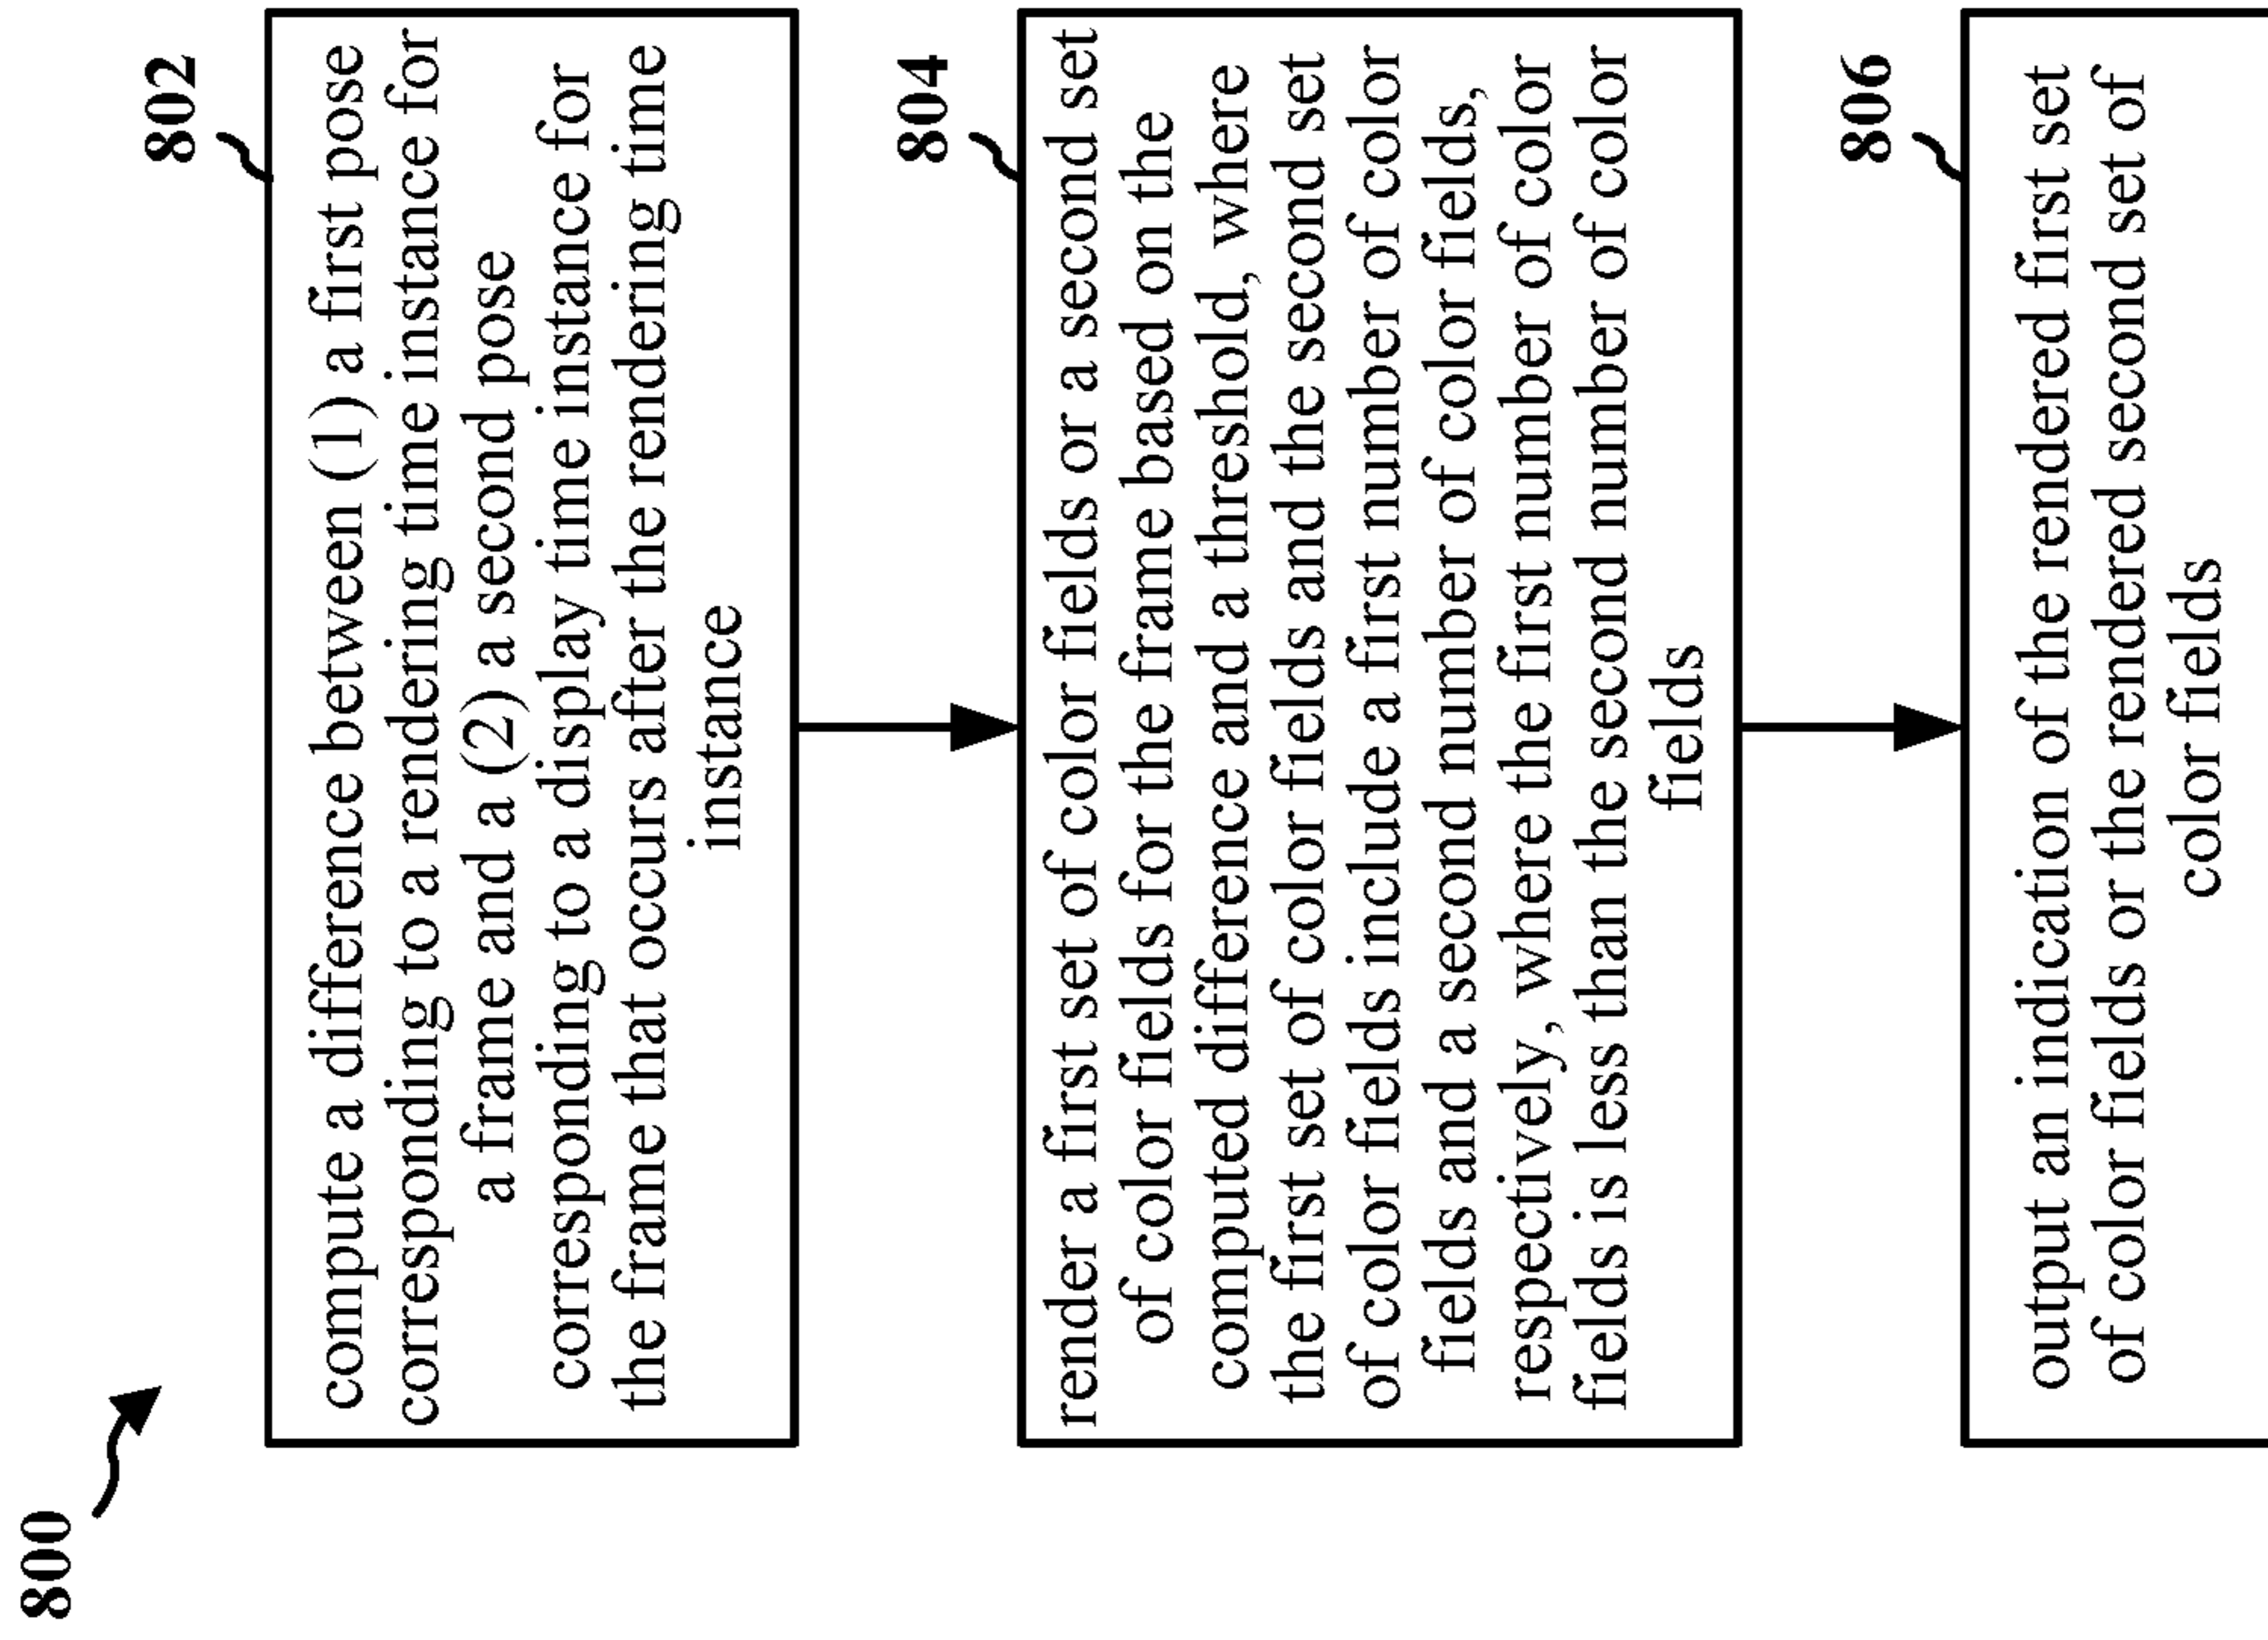 800
802
compute a difference between (1) a first pose
corresponding to a rendering time instance for
a frame and a (2) a second pose
corresponding to a display time instance for
the frame that occurs after the rendering time
instance
804
render a first set of color fields or a second set
of color fields for the frame based on the
computed difference and a threshold, where
the first set of color fields and the second set
of color fields include a first number of color
fields and a second number of color fields,
respectively, where the first number of color
fields is less than the second number of color
fields
806
output an indication of the rendered first set
of color fields or the rendered second set of
color fields